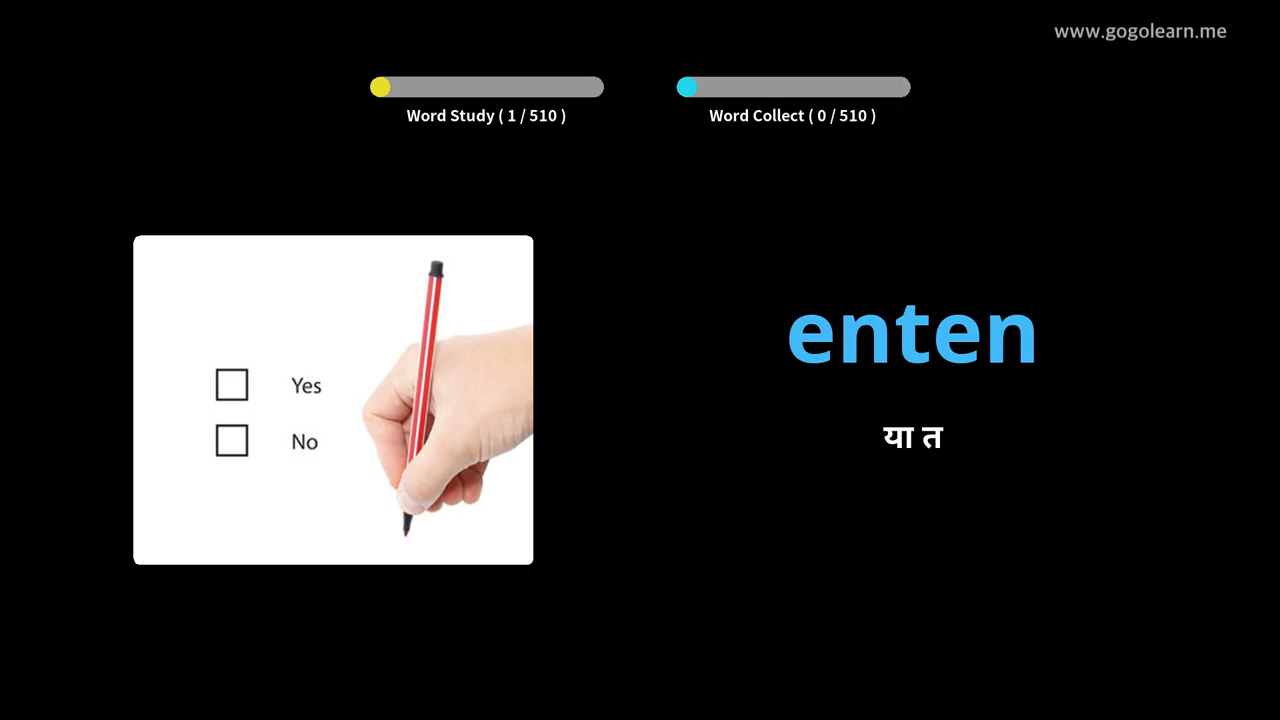 www.gogolearn.me
Word Study ( 1 / 510 )
Word Collect ( 0 / 510 )
Yes
No
enten
या त